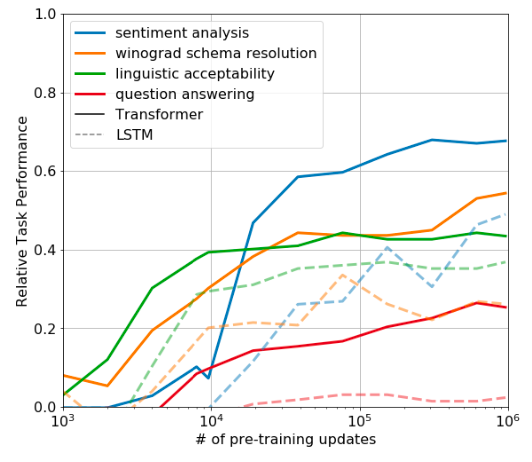 1.0
0.8
0.6
0.4
0.2
0.0
Relative Task Performance
sentiment analysis
winograd schema resolution
linguistic acceptability
question answering
Transformer
LSTM
10³
10⁴
10⁵
10⁶
# of pre-training updates